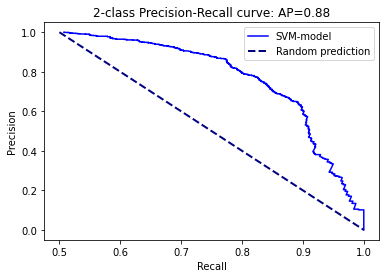 2-class Precision-Recall curve: AP=0.88
SVM-model
Random prediction
Precision
1.0
0.8
0.6
0.4
0.2
0.0
0.5
0.6
0.7
0.8
0.9
1.0
Recall